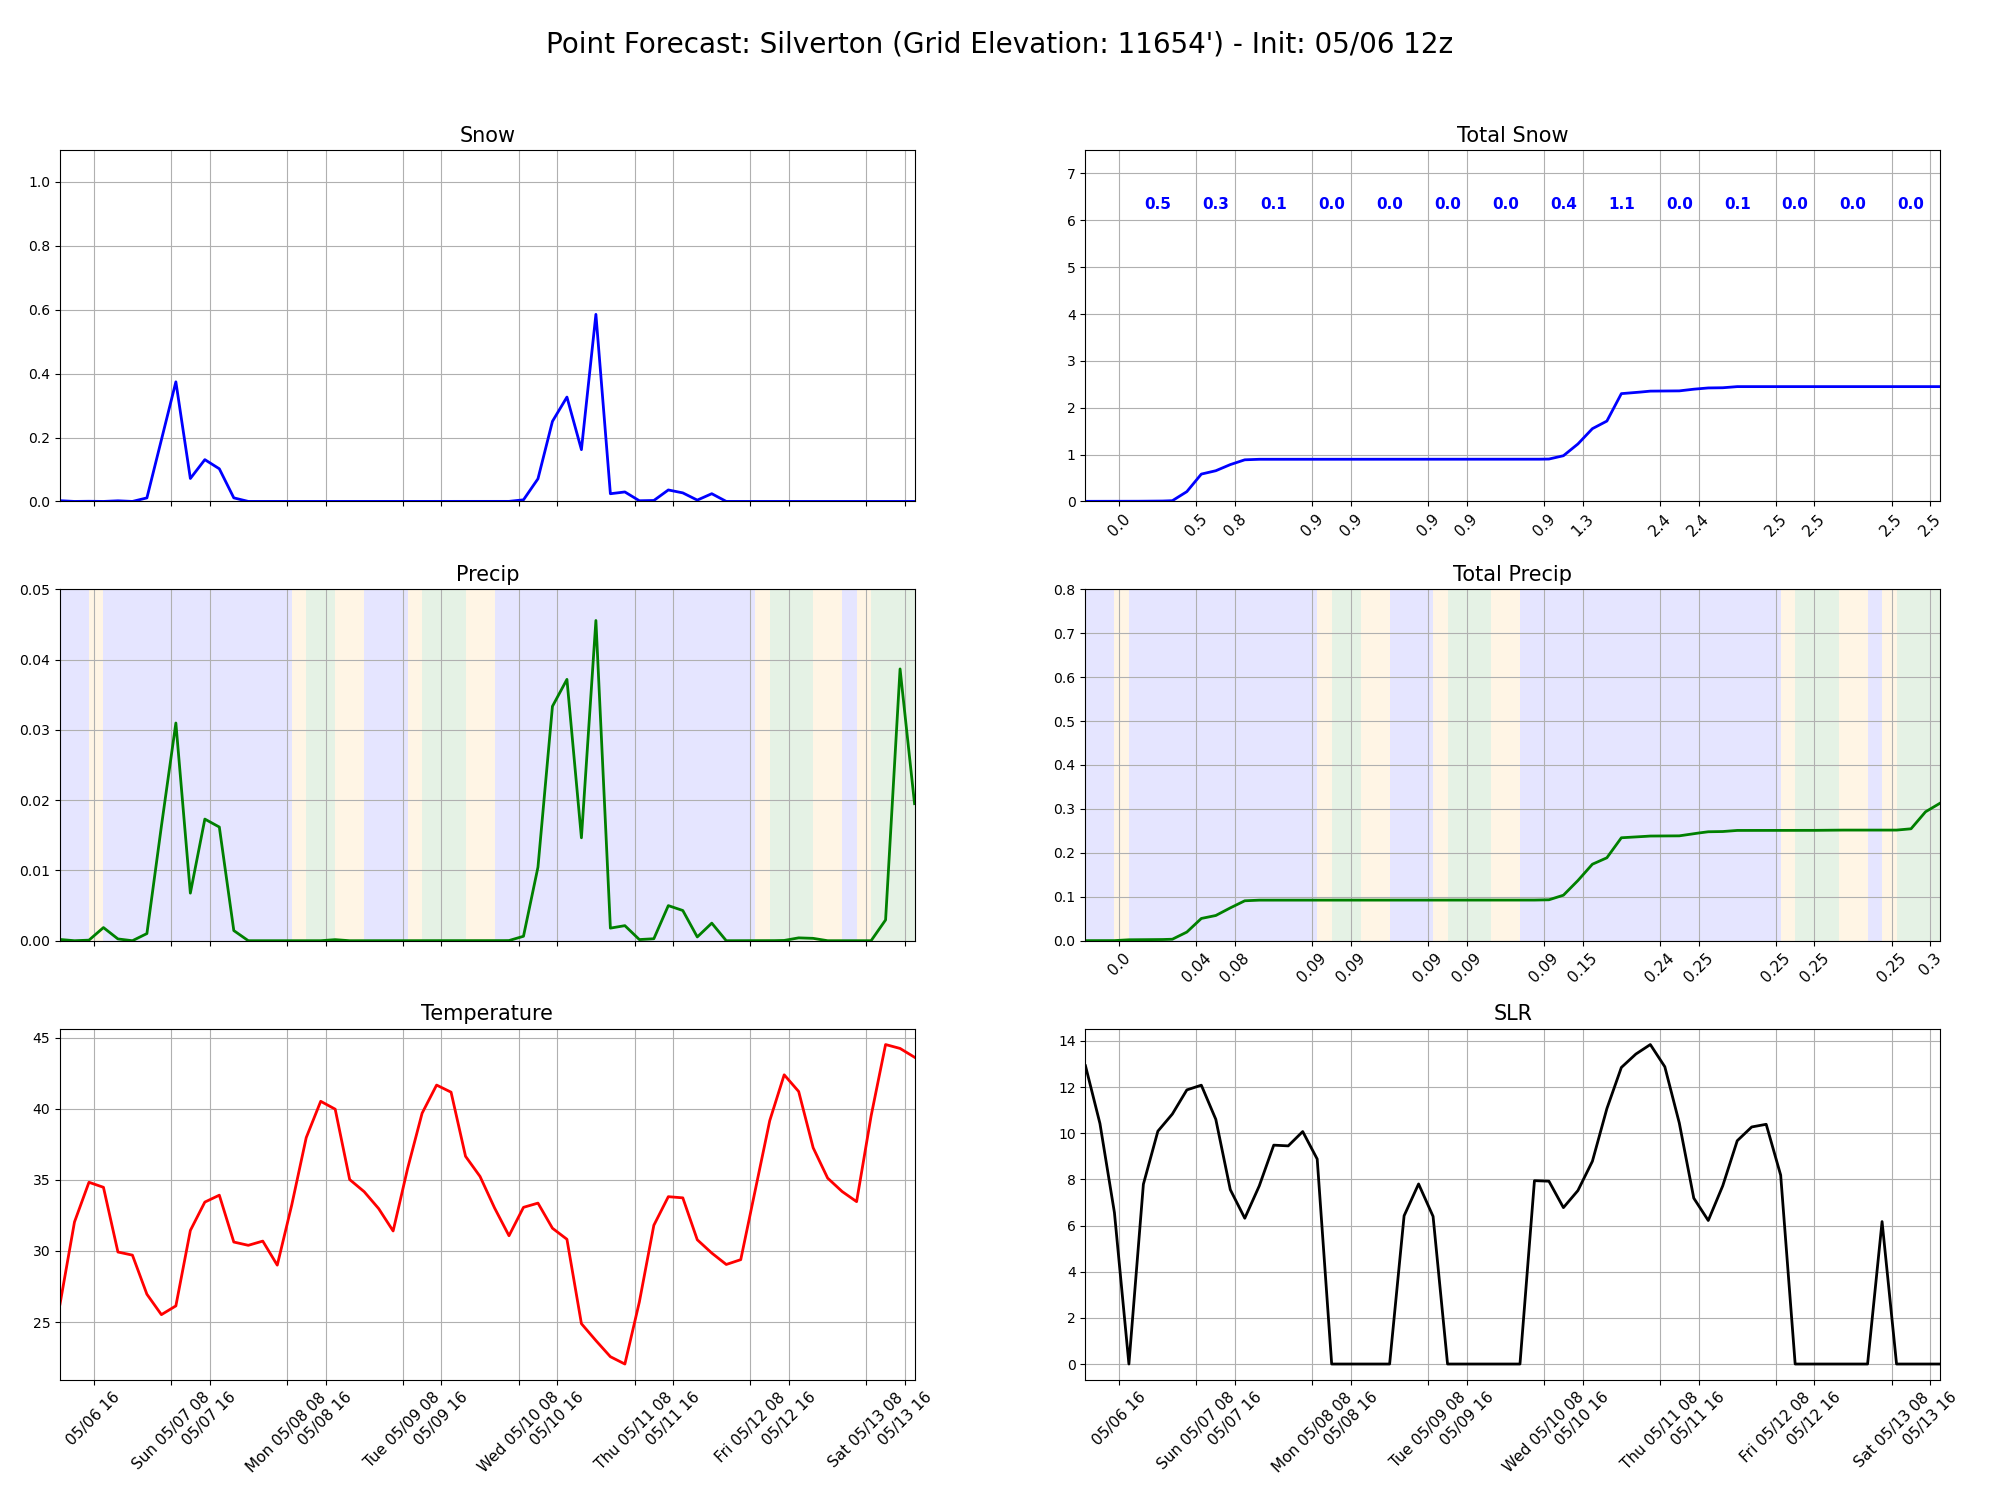 Point Forecast: Silverton (Grid Elevation: 11654') - Init: 05/06 12z
Snow
1.0
0.8
0.6
0.4
0.2
0.0
Total Snow
7
6
5
4
3
2
1
0
0.5 0.3 0.1 0.0 0.0 0.0 0.0 0.4 1.1 0.0 0.1 0.0 0.0 0.0
0.0 0.5 0.8 0.9 0.9 0.9 0.9 0.9 1.3 2.4 2.4 2.5 2.5 2.5 2.5
Precip
0.05
0.04
0.03
0.02
0.01
0.00
Total Precip
0.8
0.7
0.6
0.5
0.4
0.3
0.2
0.1
0.0
0.0 0.04 0.08 0.09 0.09 0.09 0.09 0.09 0.15 0.24 0.25 0.25 0.25 0.25 0.3
Temperature
45
40
35
30
25
05/06 16
Sun 05/07 08
05/07 16
Mon 05/08 08
05/08 16
Tue 05/09 08
05/09 16
Wed 05/10 08
05/10 16
Thu 05/11 08
05/11 16
Fri 05/12 08
05/12 16
Sat 05/13 08
05/13 16
SLR
14
12
10
8
6
4
2
0
05/06 16
Sun 05/07 08
05/07 16
Mon 05/08 08
05/08 16
Tue 05/09 08
05/09 16
Wed 05/10 08
05/10 16
Thu 05/11 08
05/11 16
Fri 05/12 08
05/12 16
Sat 05/13 08
05/13 16